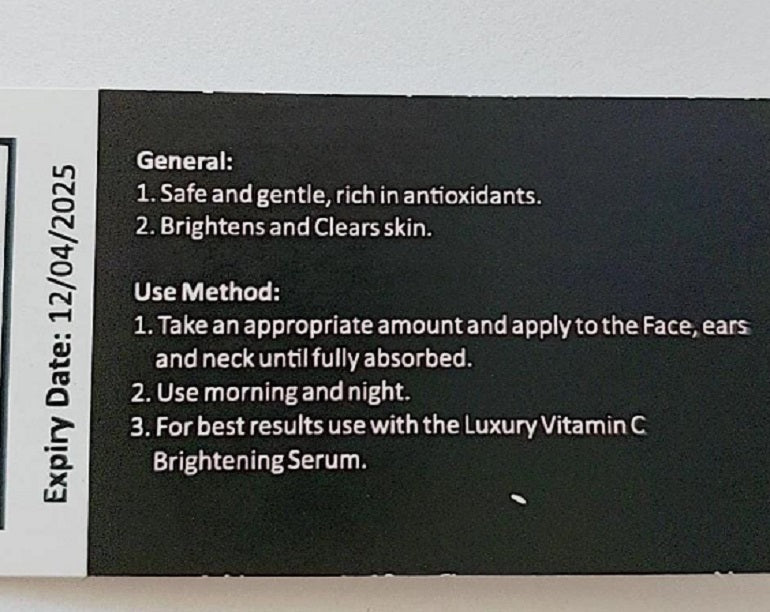 Expiry Date: 12/04/2025
General:
1. Safe and gentle, rich in antioxidants.
2. Brightens and Clears skin.
Use Method:
1. Take an appropriate amount and apply to the Face, ears
and neck until fully absorbed.
2. Use morning and night.
3. For best results use with the Luxury Vitamin C
Brightening Serum.